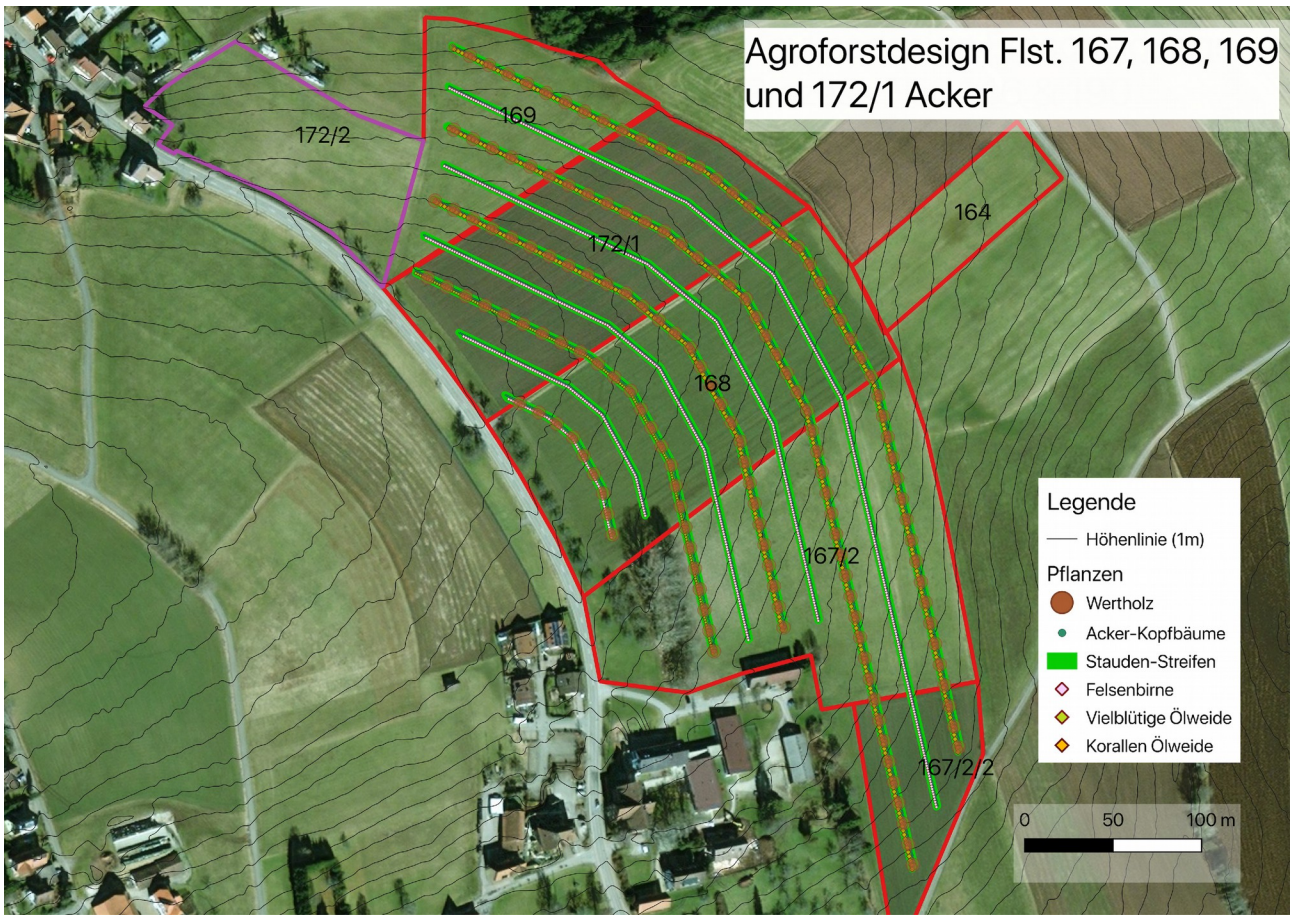 Agroforstdesign Flst. 167, 168, 169
und 172/1 Acker
169
172/2
164
172/1
168
167/2
167/2/2
Legende
Höhenlinie (1m)
Pflanzen
Wertholz
Acker-Kopfbäume
Stauden-Streifen
Felsenbirne
Vielblütige Ölweide
Korallen Ölweide
0 50 100 m